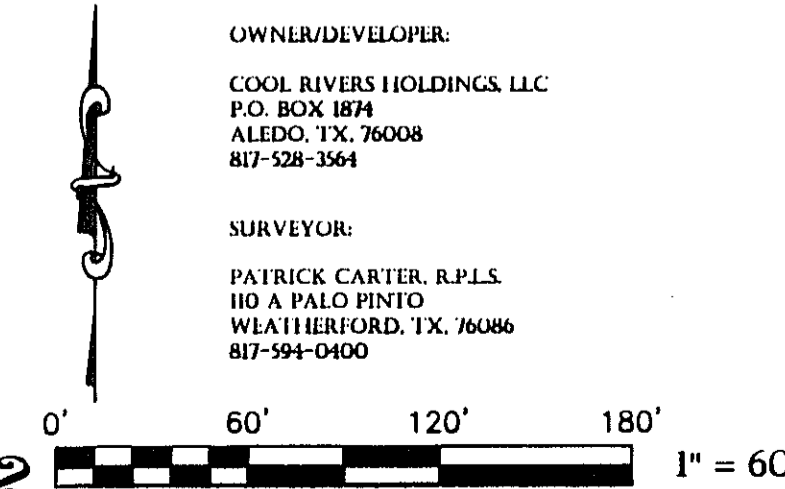 OWNER/DEVELOPER:
COOL RIVERS HOLDINGS, LLC
P.O. BOX 1874
ALEDO, TX, 76008
817-528-3564
SURVEYOR:
PATRICK CARTER, R.P.L.S.
110 A PALO PINTO
WEATHERFORD, TX, 76086
817-594-0400
0' 60' 120' 180'
1" = 60